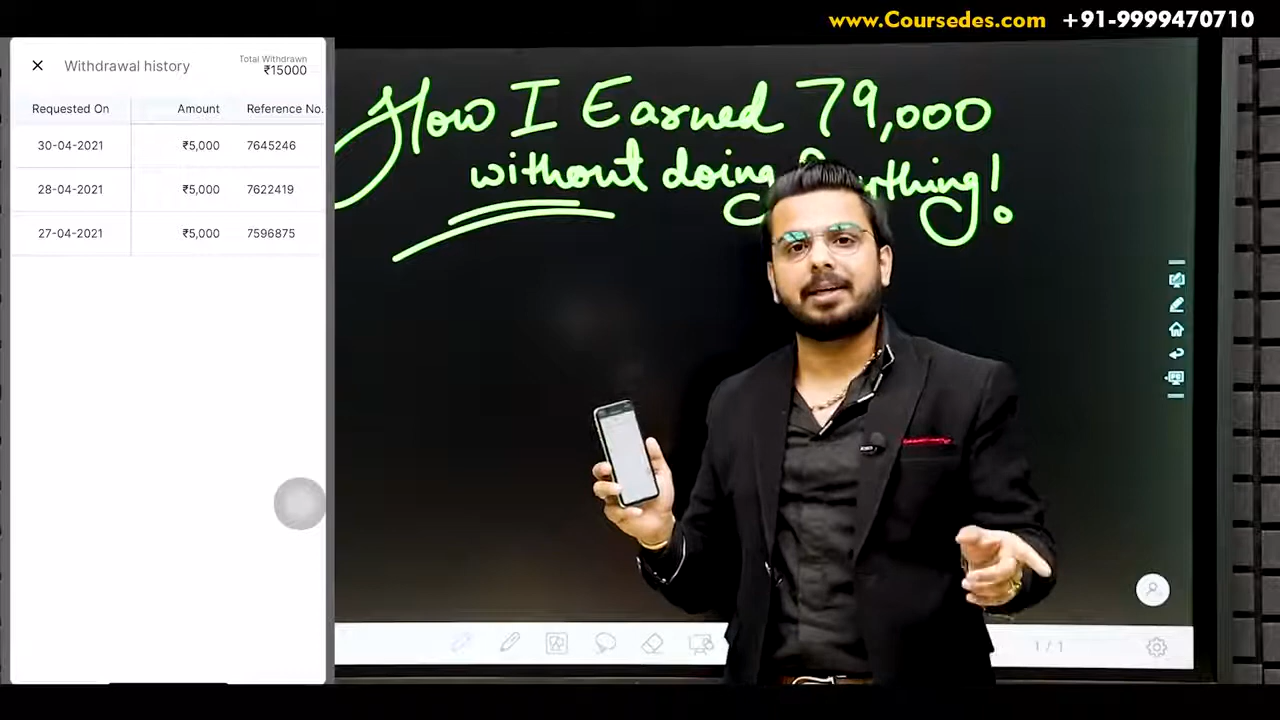 www.Coursedes.com +91-9999470710
Withdrawal history
Total Withdrawn
₹15000
Requested On Amount Reference No.
30-04-2021 ₹5,000 7645246
28-04-2021 ₹5,000 7622419
27-04-2021 ₹5,000 7596875
How I Earned 79,000
without doing
1/1